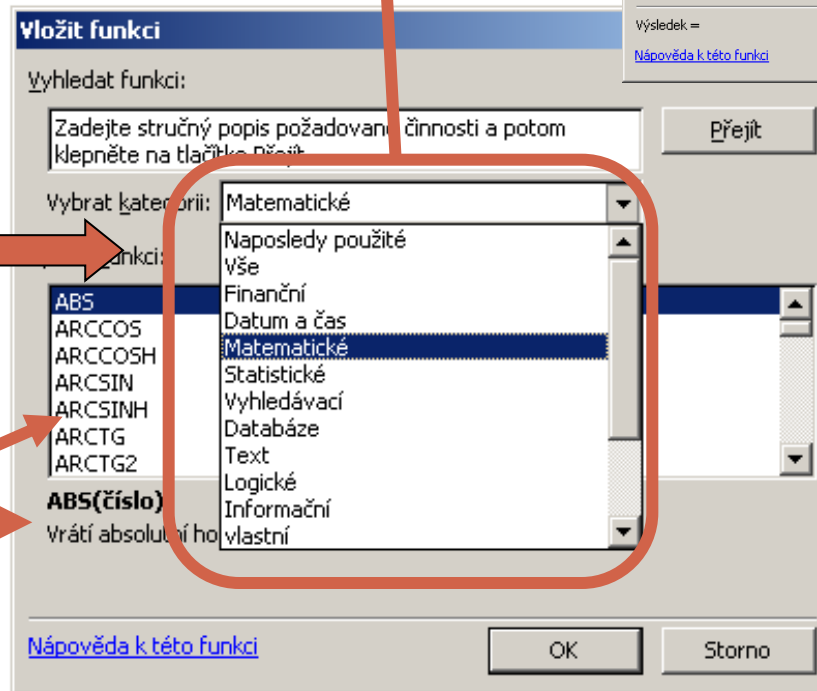 Výsledek =
Nápověda k této funkci
Vložit funkci
Vyhledat funkci:
Zadejte stručný popis požadované činnosti a potom
klepněte na tlačítko Přejít
Přejít
Vybrat kategorii: Matematické
Naposledy použité
Vše
Finanční
Datum a čas
Matematické
Statistické
Vyhledávací
Databáze
Text
Logické
Informační
vlastní
funkci:
ABS
ARCCOS
ARCCOSH
ARCSIN
ARCSINH
ARCTG
ARCTG2
ABS(číslo)
Vrátí absolutní ho
Nápověda k této funkci
OK
Storno